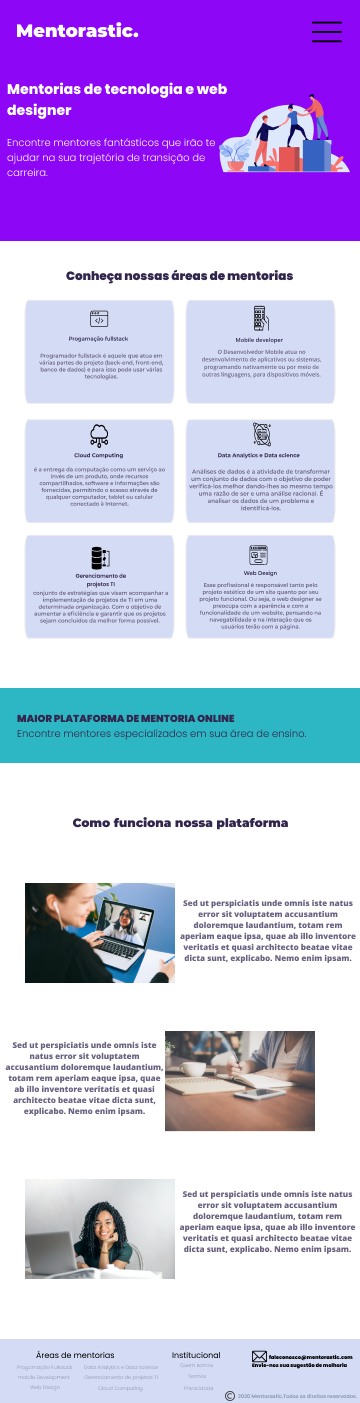 Mentorastic.
Mentorias de tecnologia e web
designer
Encontre mentores fantásticos que irão te
ajudar na sua trajetória de transição de
carreira.
Conheça nossas áreas de mentorias
Progamação fullstack
Programador fullstack é aquele que atua em
várias partes do projeto (back-end, front-end,
banco de dados) e para isso pode usar várias
tecnologias.
Mobile developer
O Desenvolvedor Mobile atua no
desenvolvimento de aplicativos ou sistemas,
programando nativamente ou por meio de
outras linguagens, para dispositivos móveis.
Cloud Computing
é a entrega da computação como um serviço ao
invés de um produto, onde recursos
compartilhados, software e informações são
fornecidas, permitindo o acesso através de
qualquer computador, tablet ou celular
conectado à Internet.
Data Analytics e Data science
Análises de dados é a atividade de transformar
um conjunto de dados com o objetivo de poder
verificá-los melhor dando-lhes ao mesmo tempo
uma razão de ser e uma análise racional. É
analisar os dados de um problema e
identificá-los.
Gerenciamento de
projetos TI
conjunto de estratégias que visam acompanhar a
implementação de projetos de TI em uma
determinada organização. Com o objetivo de
aumentar a eficiência e garantir que os projetos
sejam concluídos da melhor forma possível.
Web Design
Esse profissional é responsável tanto pelo
projeto estético de um site quanto por seu
projeto funcional. Ou seja, o web designer se
preocupa com a aparência e com a
funcionalidade de um website, pensando na
navegabilidade e na interação que os
usuários terão com a página.
MAIOR PLATAFORMA DE MENTORIA ONLINE
Encontre mentores especializados em sua área de ensino.
Como funciona nossa plataforma
Sed ut perspiciatis unde omnis iste natus
error sit voluptatem accusantium
doloremque laudantium, totam rem
aperiam eaque ipsa, quae ab illo inventore
veritatis et quasi architecto beatae vitae
dicta sunt, explicabo. Nemo enim ipsam.
Sed ut perspiciatis unde omnis iste
natus error sit voluptatem
accusantium doloremque laudantium,
totam rem aperiam eaque ipsa, quae
ab illo inventore veritatis et quasi
architecto beatae vitae dicta sunt,
explicabo. Nemo enim ipsam.
Sed ut perspiciatis unde omnis iste natus
error sit voluptatem accusantium
doloremque laudantium, totam rem
aperiam eaque ipsa, quae ab illo inventore
veritatis et quasi architecto beatae vitae
dicta sunt, explicabo. Nemo enim ipsam.
Áreas de mentorias
Progamação Fullstack
mobile Development
Web Design
Data Analytics e Data science
Gerenciamento de projetos TI
Cloud Computing
Institucional
Quem somos
Termos
Privacidade
faleconosco@mentorastic.com
Envie-nos sua sugestão de melhoria
© 2020 Mentorastic.Todos os direitos reservados.